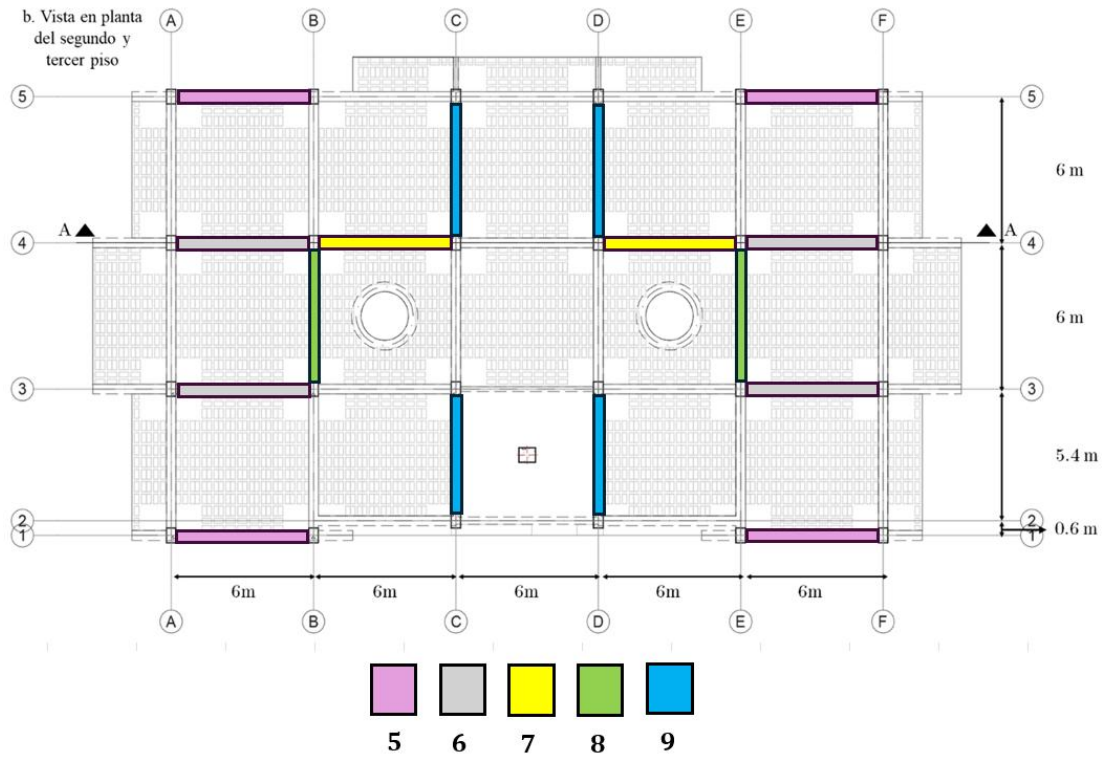 b. Vista en planta
del segundo y
tercer piso
A B C D E F
5 5
6 m
A A
4 4
6 m
3 3
5.4 m
2 2
0.6 m
1 1
6m 6m 6m 6m 6m
A B C D E F
5 6 7 8 9